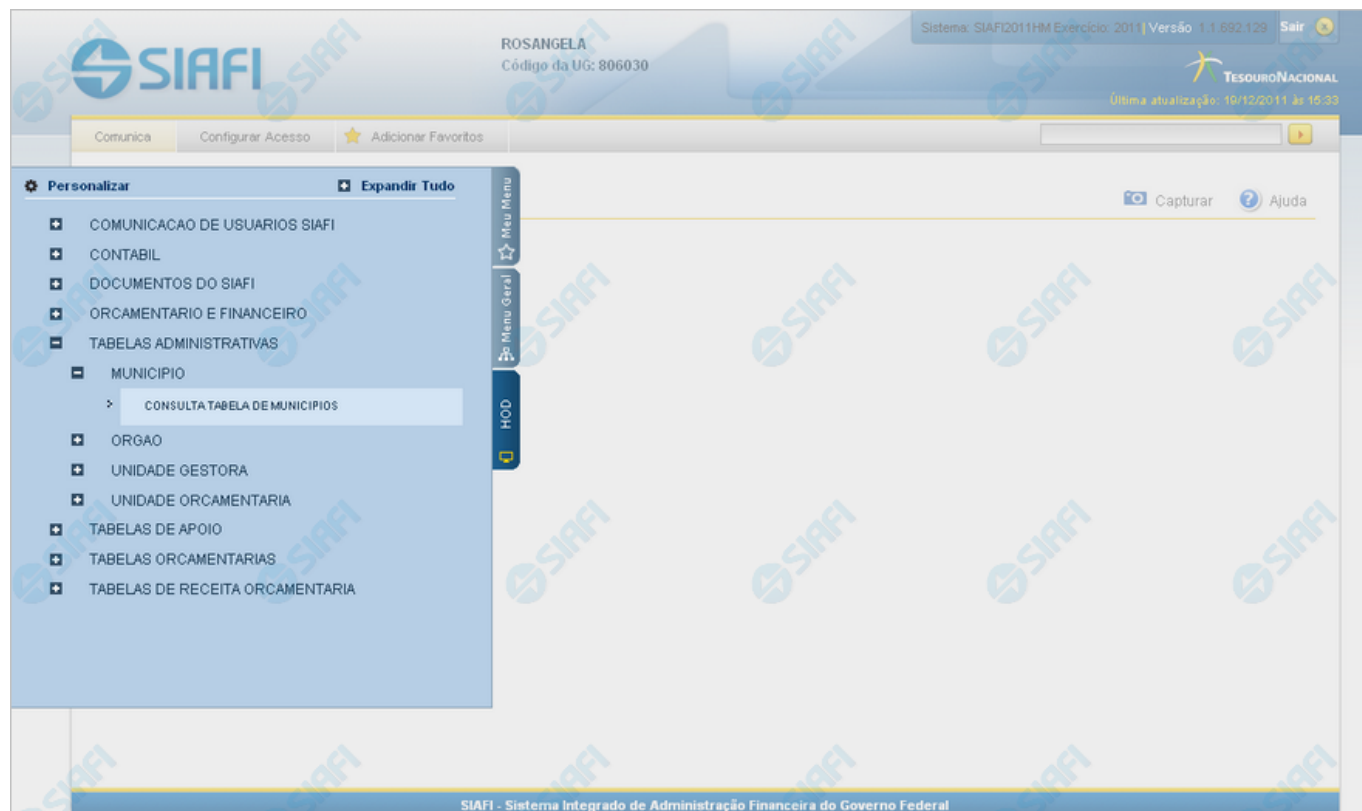 SIAFI
ROSANGELA
Código da UG: 806030
Sistema: SIAFI2011HM Exercício: 2011| Versão 1.1.692.129 Sair
TESOURONACIONAL
Última atualização: 19/12/2011 às 15:33
Comunica Configurar Acesso Adicionar Favoritos
Personalizar Expandir Tudo
Meu Menu
Capturar Ajuda
COMUNICACAO DE USUARIOS SIAFI
CONTABIL
DOCUMENTOS DO SIAFI
Menu Geral
ORCAMENTARIO E FINANCEIRO
TABELAS ADMINISTRATIVAS
MUNICIPIO
CONSULTA TABELA DE MUNICIPIOS
HOD
ORGAO
UNIDADE GESTORA
UNIDADE ORCAMENTARIA
TABELAS DE APOIO
TABELAS ORCAMENTARIAS
TABELAS DE RECEITA ORCAMENTARIA
SIAFI - Sistema Integrado de Administração Financeira do Governo Federal